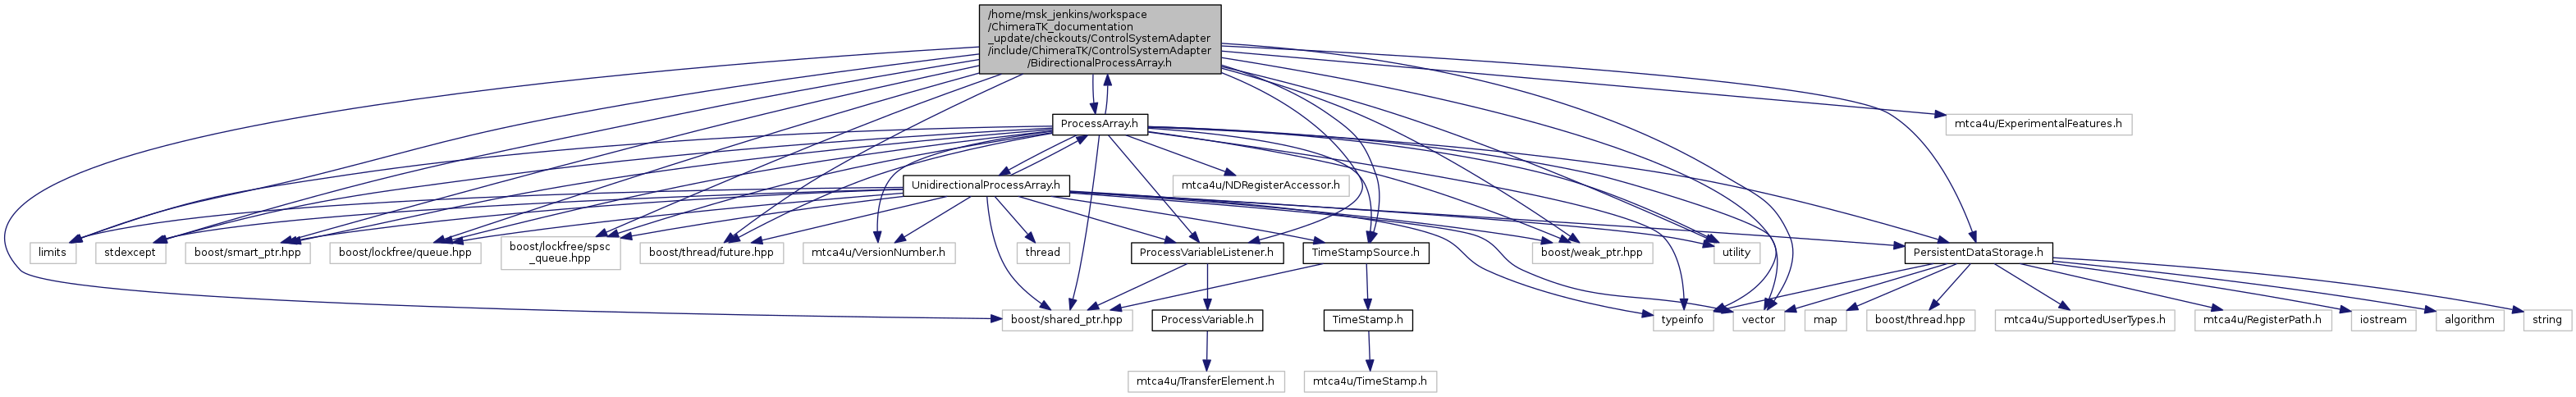 /home/msk_jenkins/workspace
/ChimeraTK_documentation
_update/checkouts/ControlSystemAdapter
/include/ChimeraTK/ControlSystemAdapter
/BidirectionalProcessArray.h
ProcessArray.h
mtca4u/ExperimentalFeatures.h
UnidirectionalProcessArray.h
mtca4u/NDRegisterAccessor.h
limits
stdexcept
boost/smart_ptr.hpp
boost/lockfree/queue.hpp
boost/lockfree/spsc
_queue.hpp
boost/thread/future.hpp
mtca4u/VersionNumber.h
thread
ProcessVariableListener.h
TimeStampSource.h
boost/weak_ptr.hpp
utility
PersistentDataStorage.h
boost/shared_ptr.hpp
ProcessVariable.h
TimeStamp.h
typeinfo
vector
map
boost/thread.hpp
mtca4u/SupportedUserTypes.h
mtca4u/RegisterPath.h
iostream
algorithm
string
mtca4u/TransferElement.h
mtca4u/TimeStamp.h